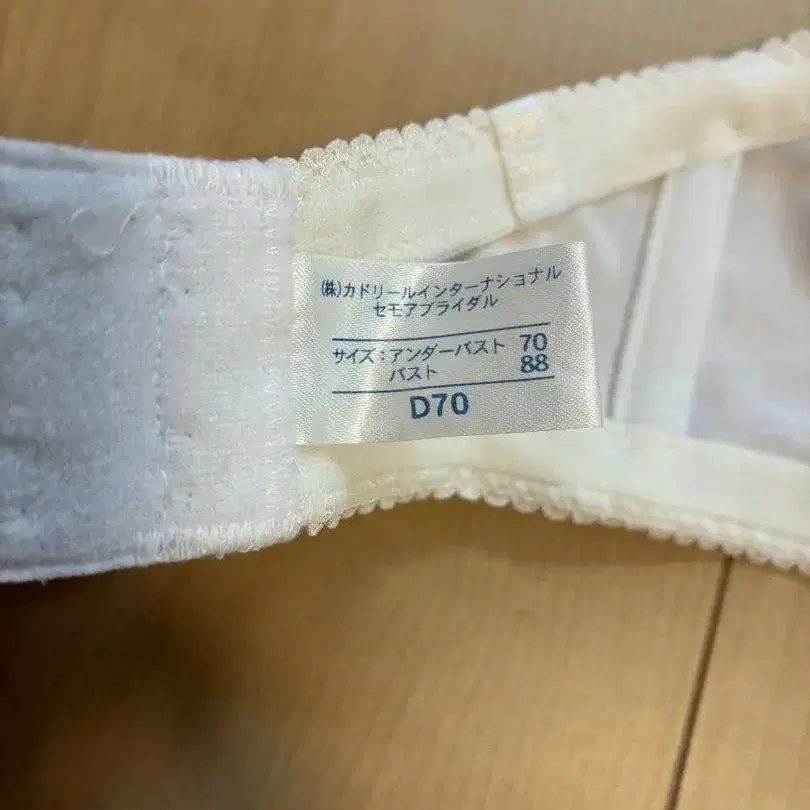 (株)カドリールインターナショナル
セモアブライダル
サイズ：アンダーバスト 70
バスト 88
D70